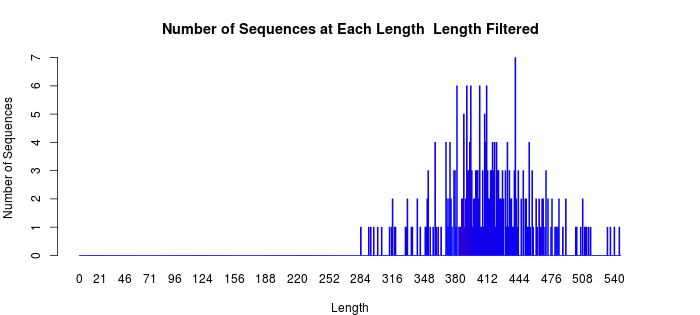 Number of Sequences at Each Length  Length Filtered
Number of Sequences
7
6
5
4
3
2
1
0
0 21 46 71 96 124 156 188 220 252 284 316 348 380 412 444 476 508 540
Length